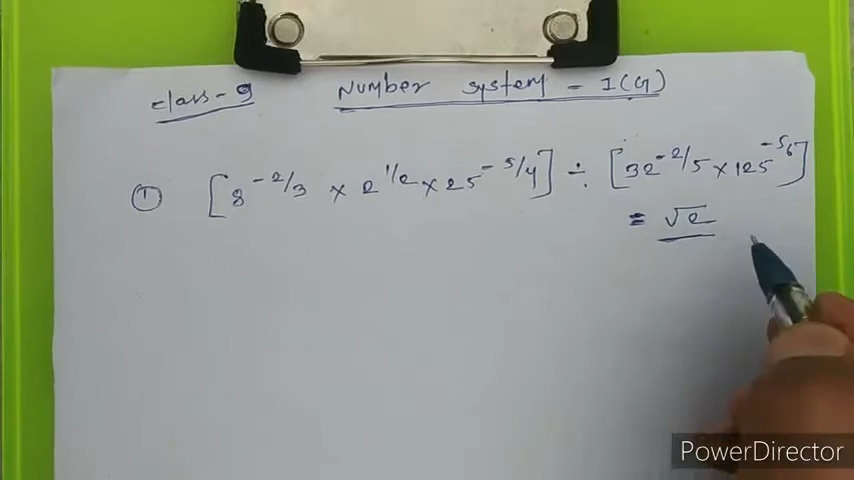 class-9 Number system - I(G)
① [8^-2/3 × 2^1/2 × 25^-5/4] ÷ [32^-2/5 × 125^-5/6]
= √2
PowerDirector